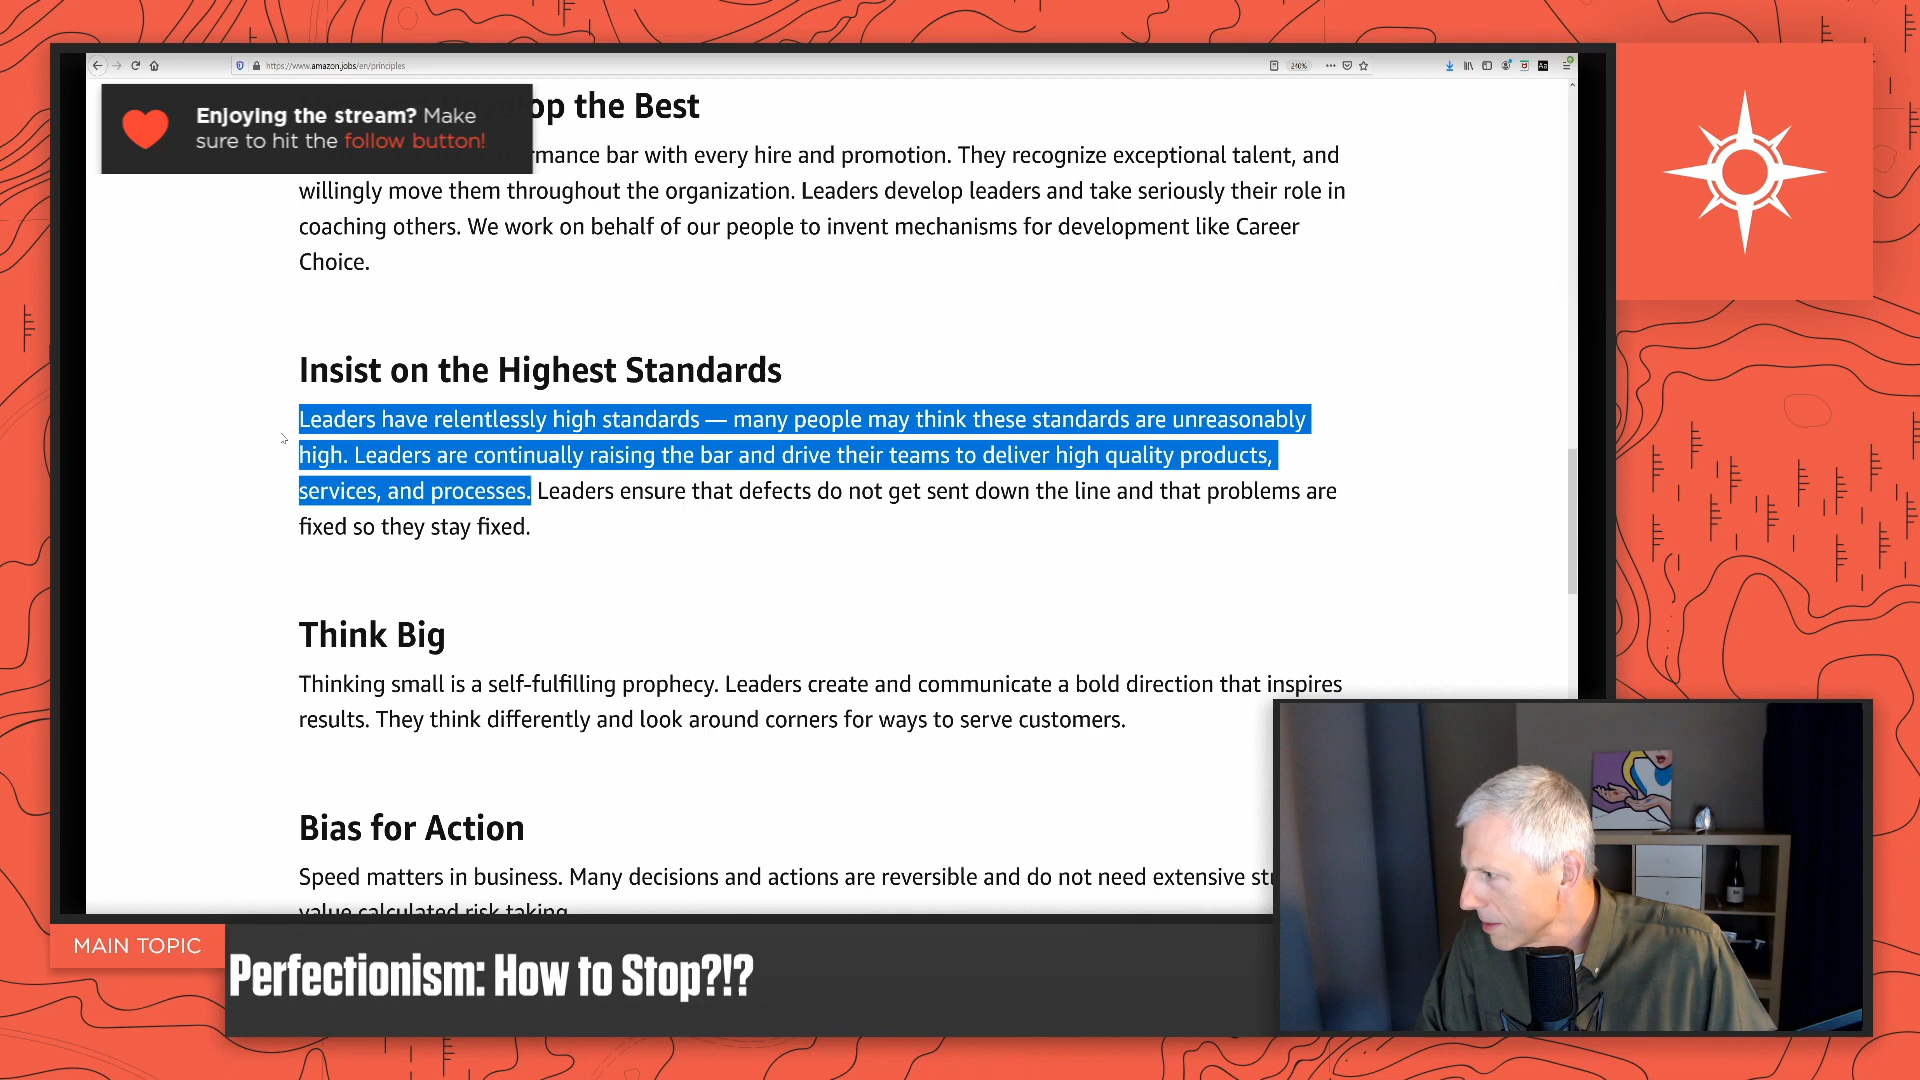 https://www.amazon.jobs/en/principles
240%
Enjoying the stream? Make
sure to hit the follow button!
op the Best
rmance bar with every hire and promotion. They recognize exceptional talent, and
willingly move them throughout the organization. Leaders develop leaders and take seriously their role in
coaching others. We work on behalf of our people to invent mechanisms for development like Career
Choice.
Insist on the Highest Standards
Leaders have relentlessly high standards — many people may think these standards are unreasonably
high. Leaders are continually raising the bar and drive their teams to deliver high quality products,
services, and processes. Leaders ensure that defects do not get sent down the line and that problems are
fixed so they stay fixed.
Think Big
Thinking small is a self-fulfilling prophecy. Leaders create and communicate a bold direction that inspires
results. They think differently and look around corners for ways to serve customers.
Bias for Action
Speed matters in business. Many decisions and actions are reversible and do not need extensive stu
value calculated risk taking.
MAIN TOPIC
Perfectionism: How to Stop?!?